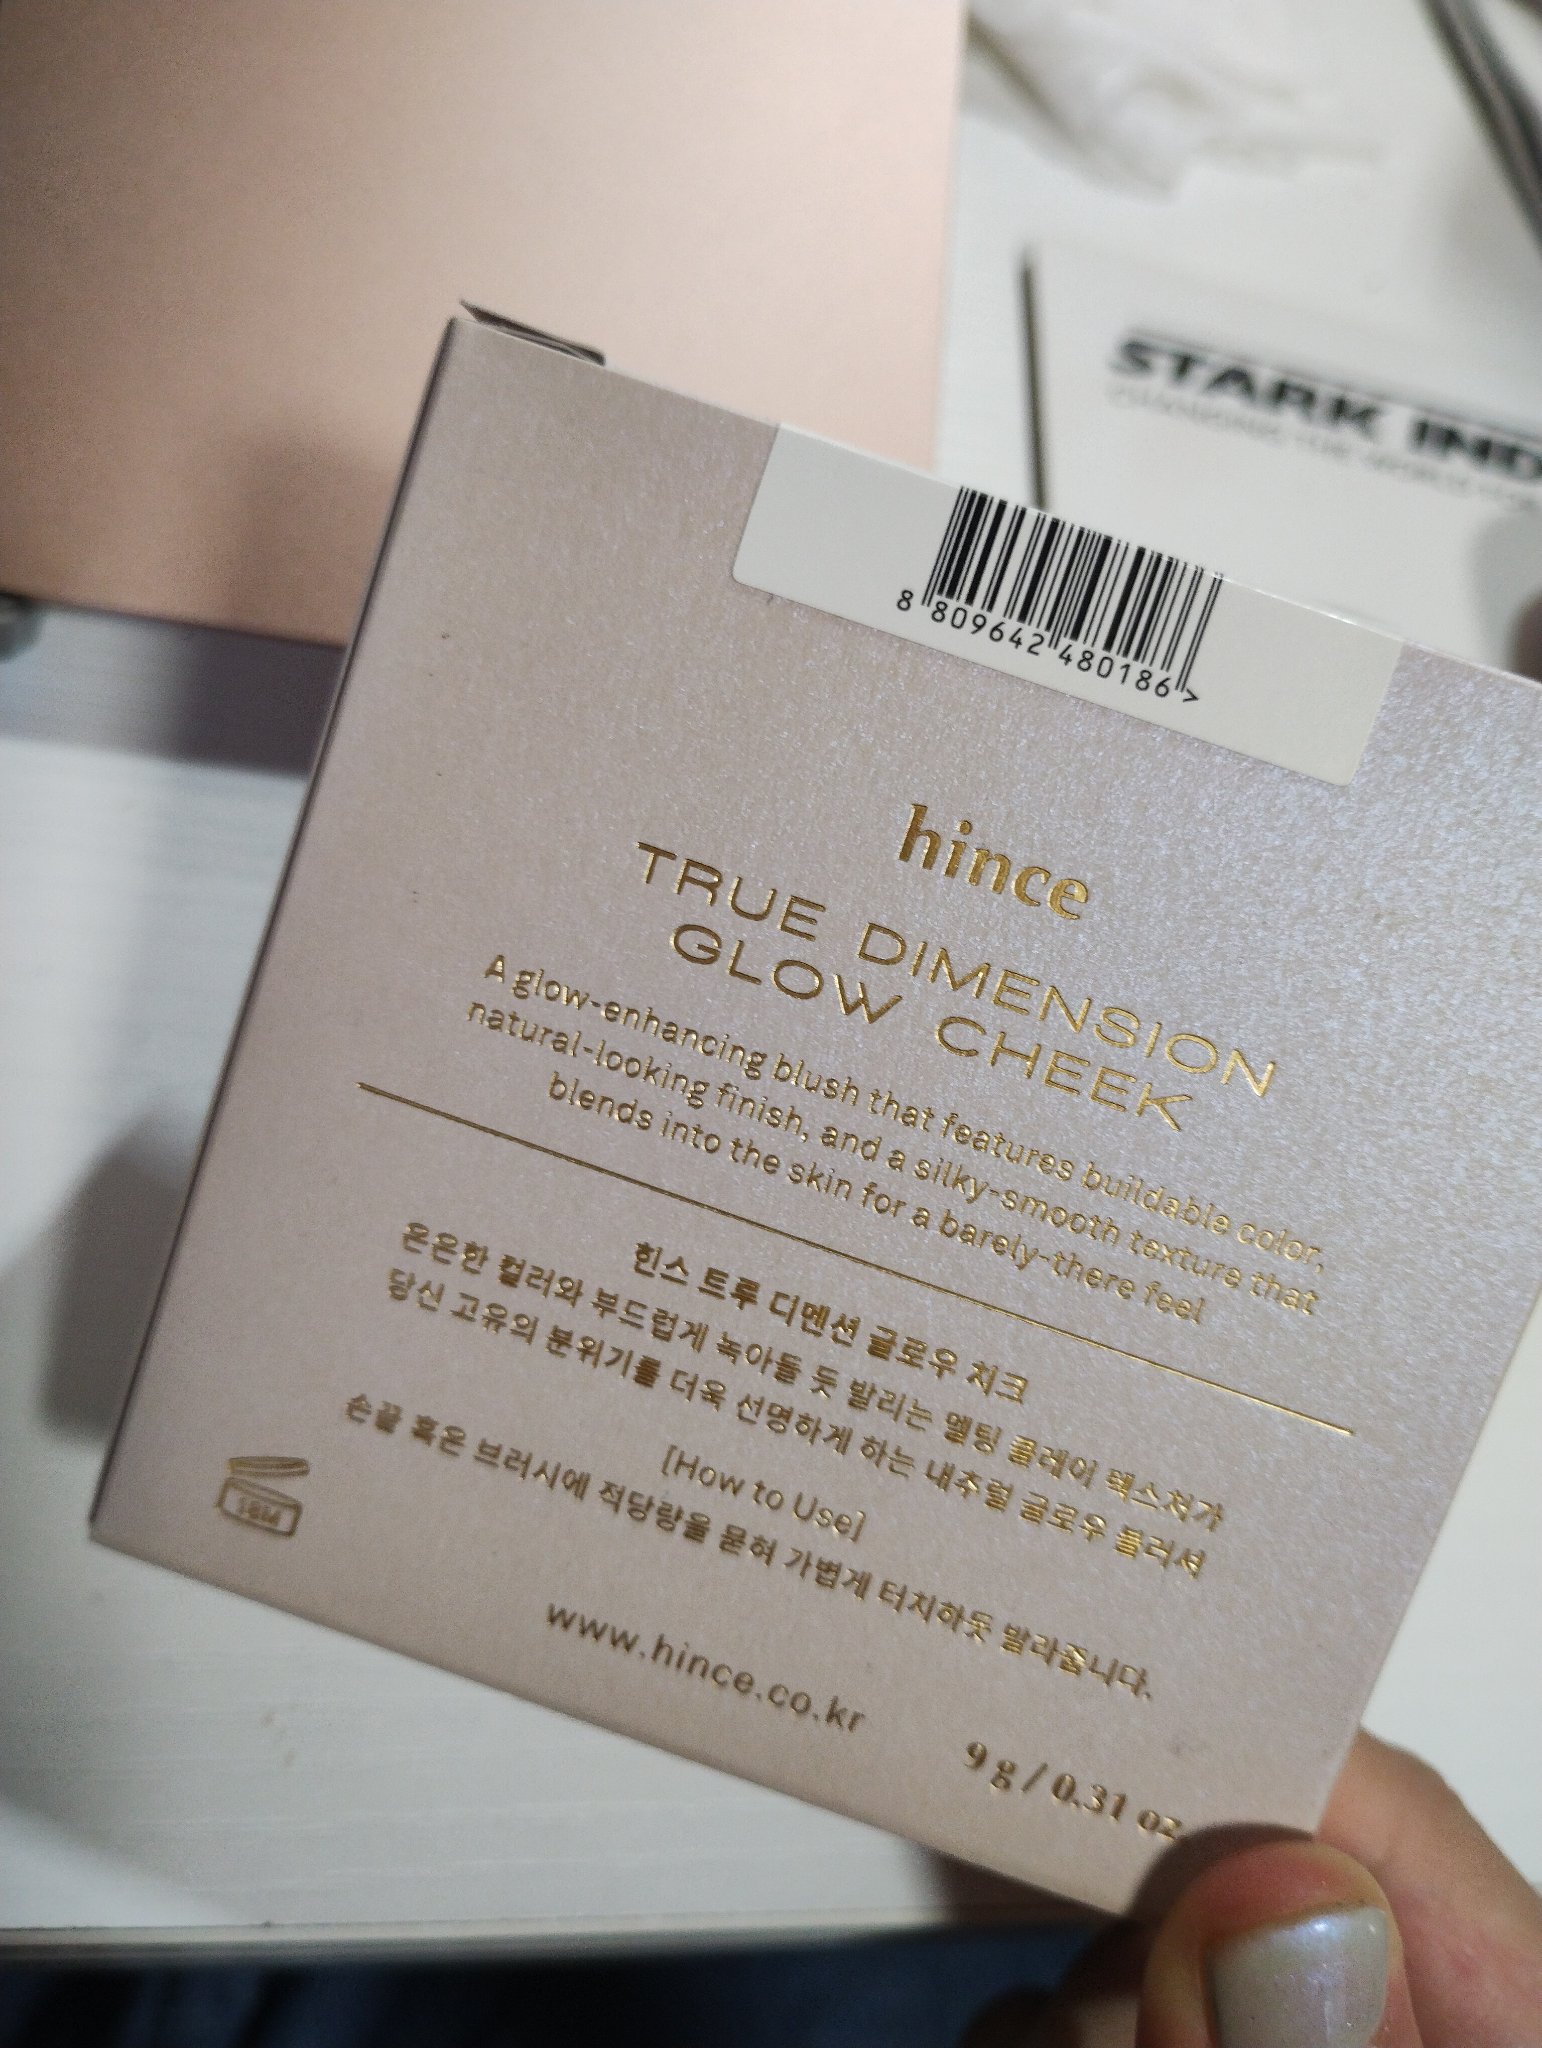 STARK IND
8 809642 480186 >
hince
TRUE DIMENSION
GLOW CHEEK
A glow-enhancing blush that features buildable color,
natural-looking finish, and a silky-smooth texture that
blends into the skin for a barely-there feel
힌스 트루 디멘션 글로우 치크
은은한 컬러와 부드럽게 녹아들 듯 발리는 멜팅 클레이 텍스처가
당신 고유의 분위기를 더욱 선명하게 하는 내추럴 글로우 블러셔
[How to Use]
손끝 혹은 브러시에 적당량을 묻혀 가볍게 터치하듯 발라줍니다.
www.hince.co.kr
9 g / 0.31 oz